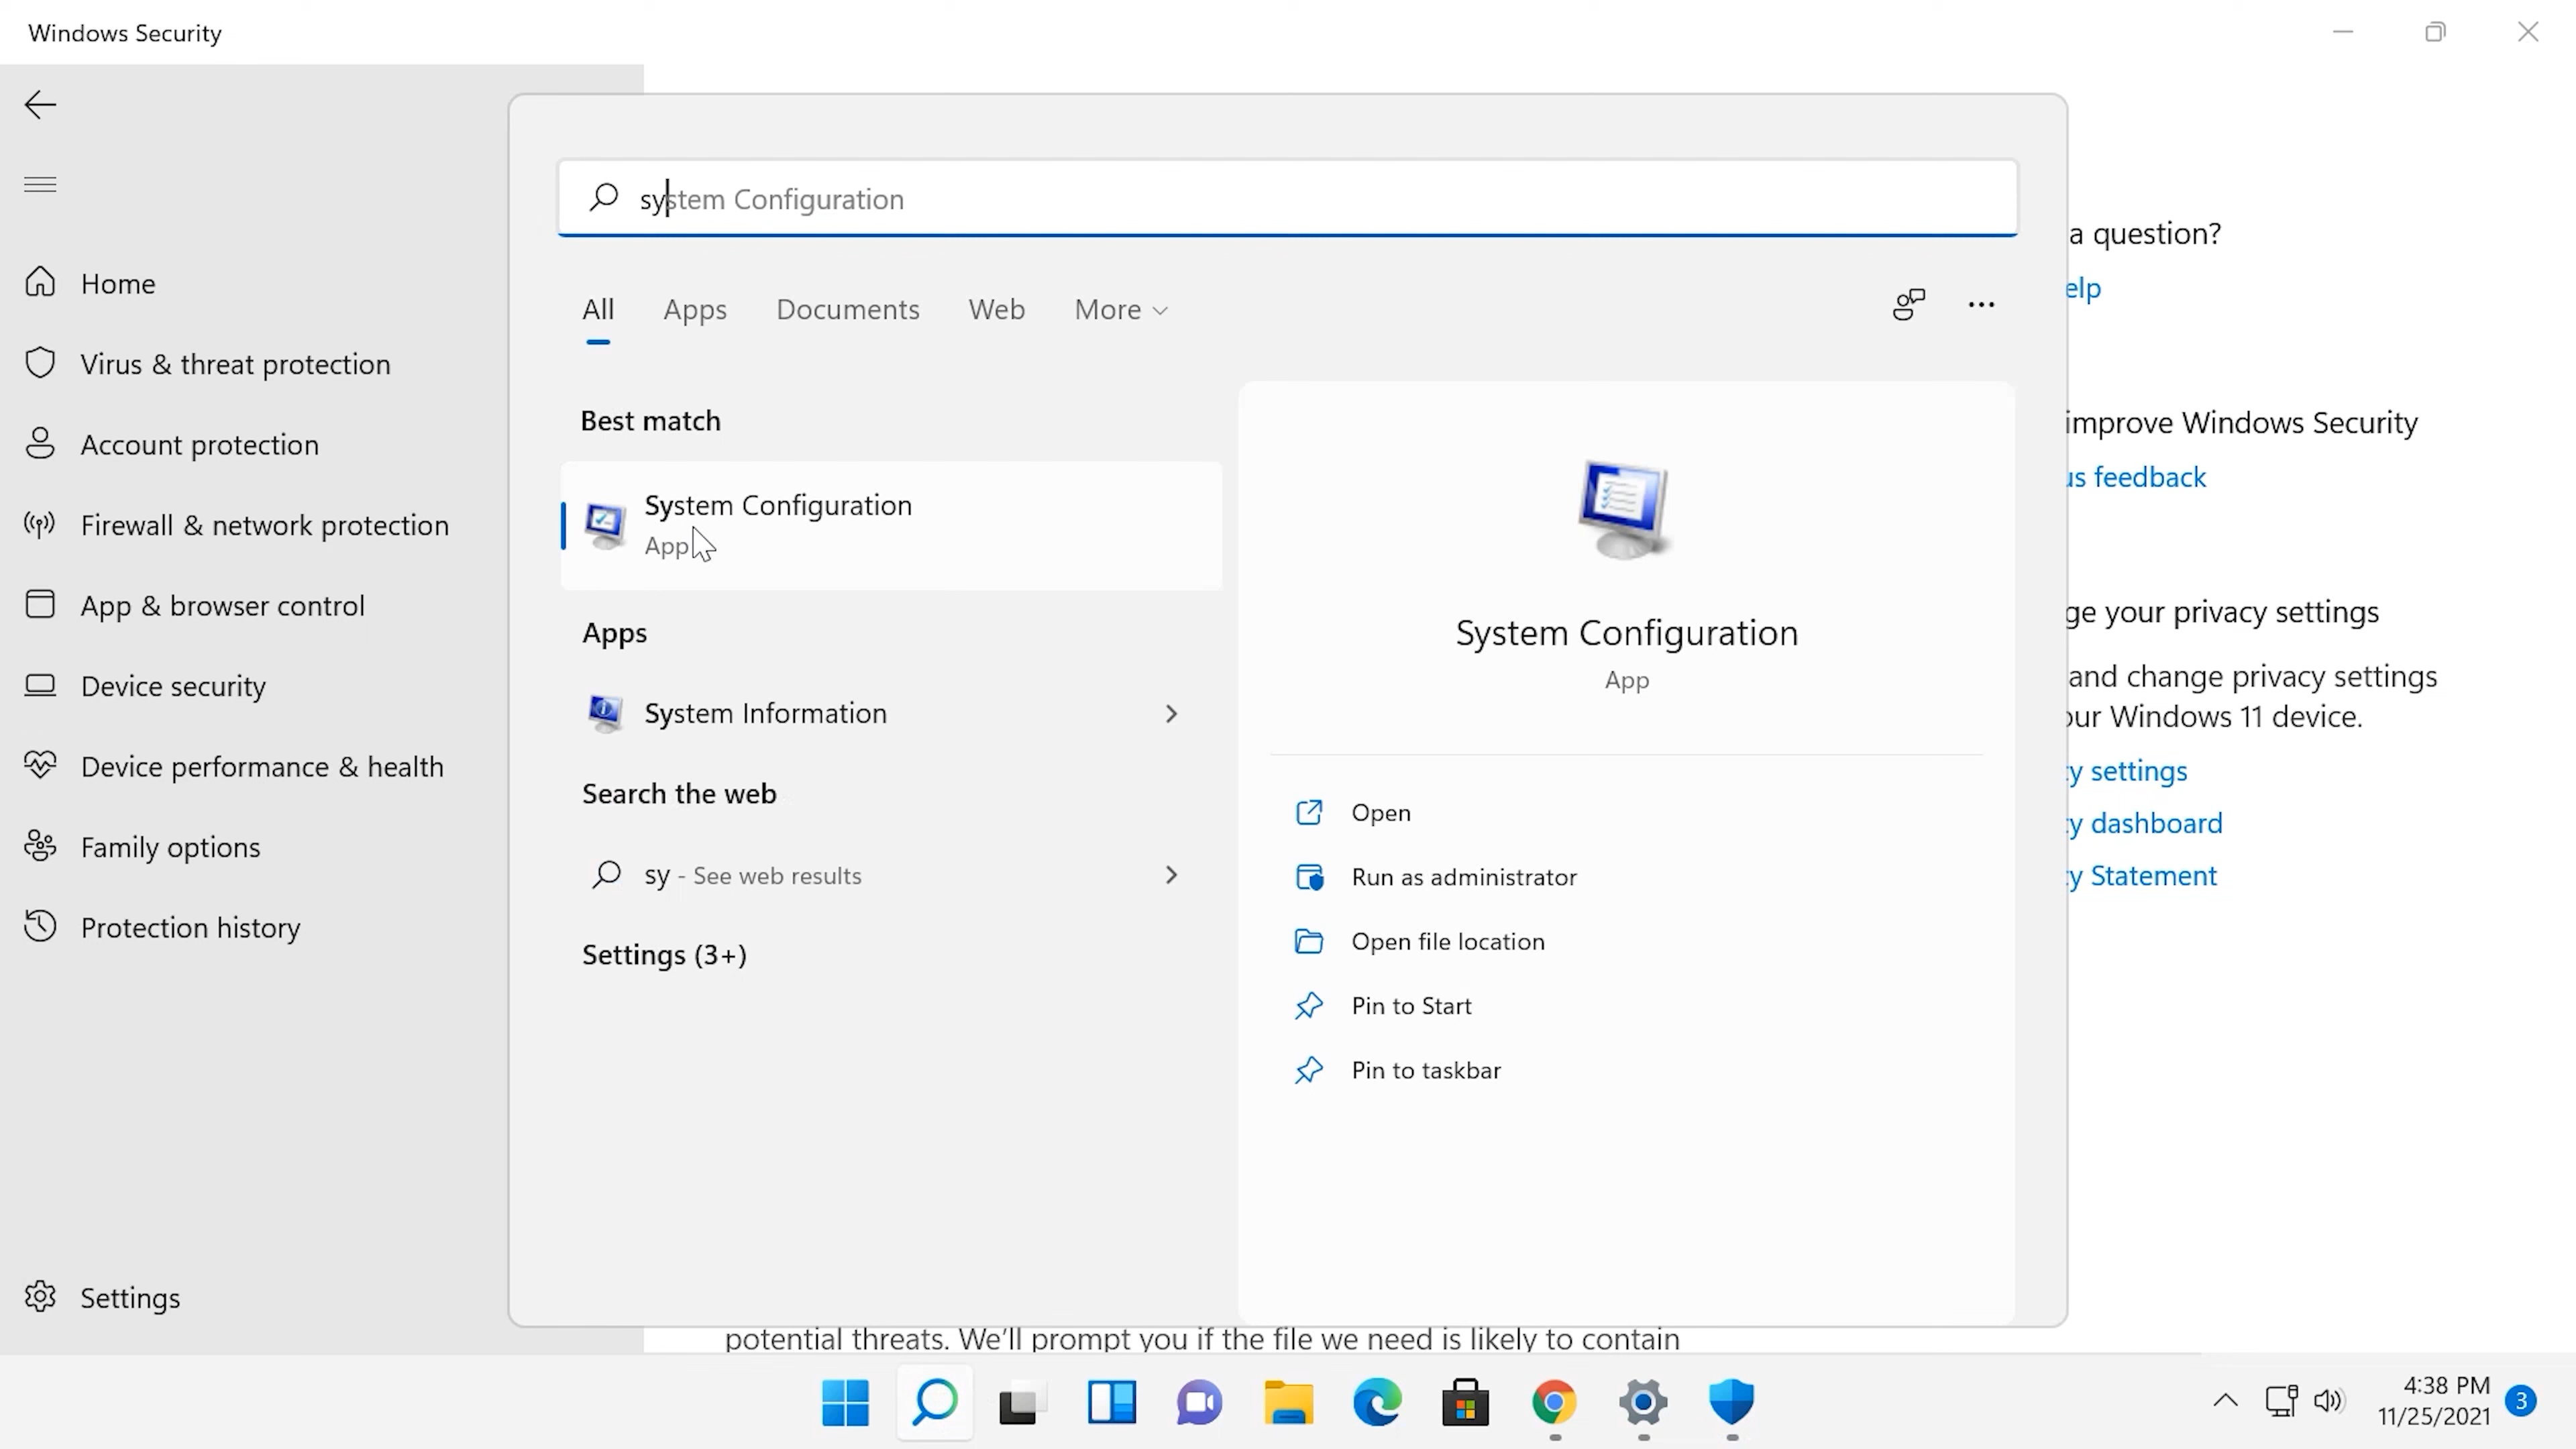 Windows Security
Home
Virus & threat protection
Account protection
Firewall & network protection
App & browser control
Device security
Device performance & health
Family options
Protection history
Settings
system Configuration
All
Apps
Documents
Web
More
Best match
System Configuration
App
Apps
System Information
Search the web
sy - See web results
Settings (3+)
System Configuration
App
Open
Run as administrator
Open file location
Pin to Start
Pin to taskbar
a question?
elp
improve Windows Security
us feedback
ge your privacy settings
and change privacy settings
our Windows 11 device.
cy settings
cy dashboard
cy Statement
potential threats. We'll prompt you if the file we need is likely to contain
4:38 PM
11/25/2021
3